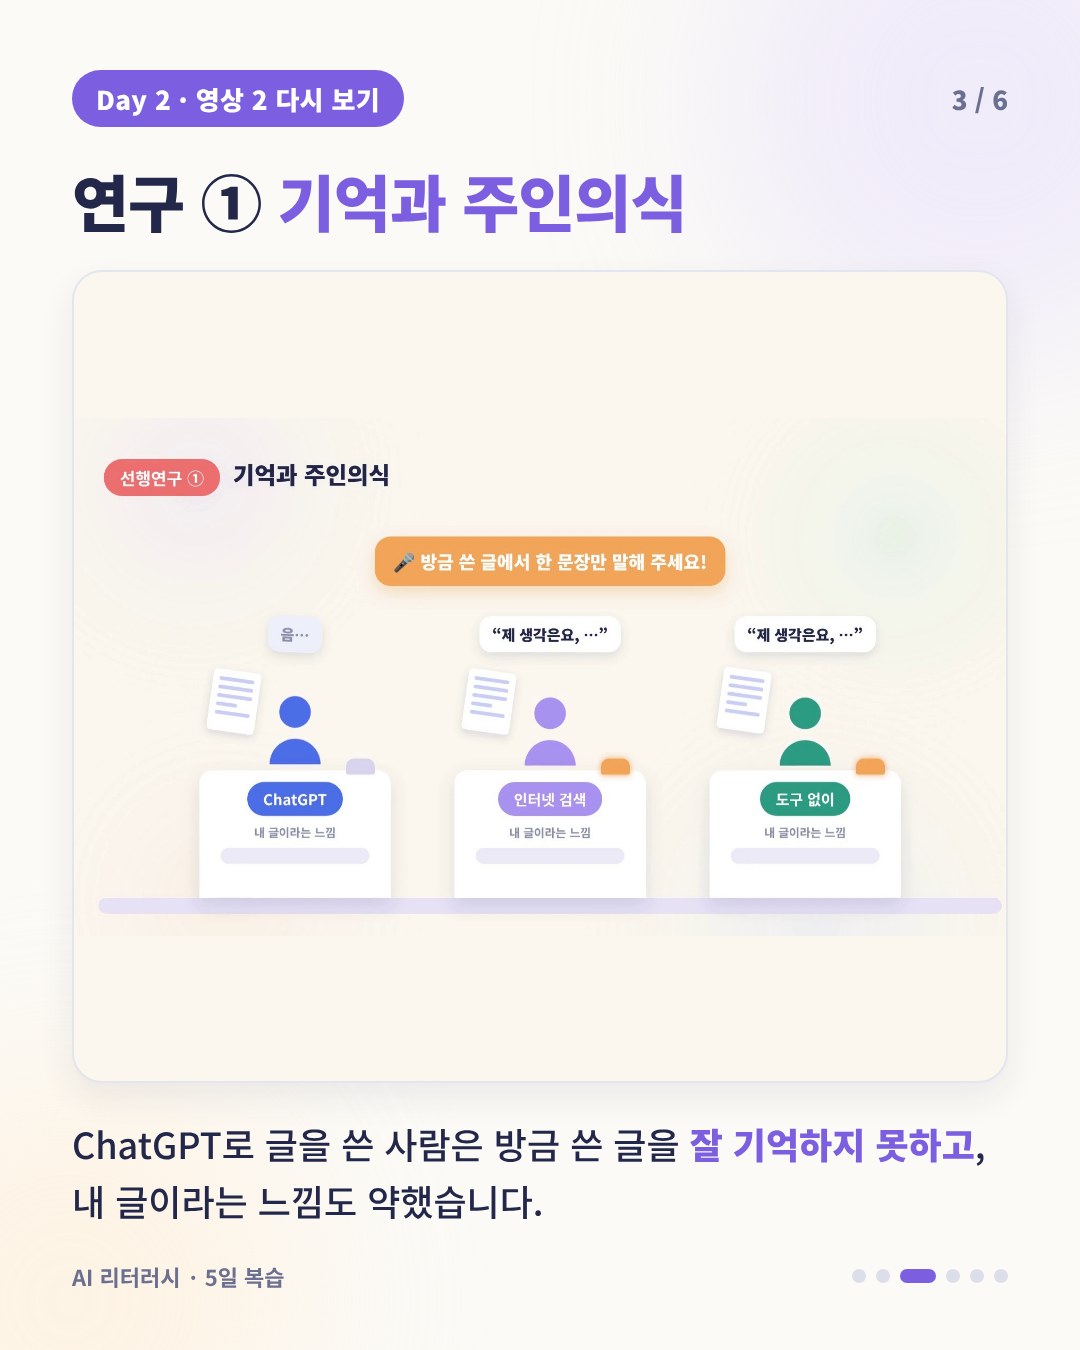 Day 2 · 영상 2 다시 보기
3 / 6
연구 ① 기억과 주인의식
선행연구 ① 기억과 주인의식
🎤 방금 쓴 글에서 한 문장만 말해 주세요!
음…
“제 생각은요, …”
“제 생각은요, …”
ChatGPT
인터넷 검색
도구 없이
내 글이라는 느낌
내 글이라는 느낌
내 글이라는 느낌
ChatGPT로 글을 쓴 사람은 방금 쓴 글을 잘 기억하지 못하고,
내 글이라는 느낌도 약했습니다.
AI 리터러시 · 5일 복습